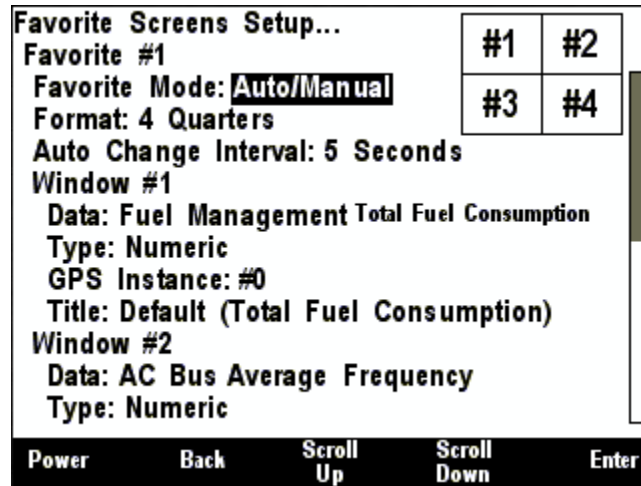 Favorite Screens Setup...
Favorite #1
Favorite Mode: Auto/Manual
Format: 4 Quarters
Auto Change Interval: 5 Seconds
Window #1
Data: Fuel Management Total Fuel Consumption
Type: Numeric
GPS Instance: #0
Title: Default (Total Fuel Consumption)
Window #2
Data: AC Bus Average Frequency
Type: Numeric
#1 #2
#3 #4
Power Back Scroll Up Scroll Down Enter